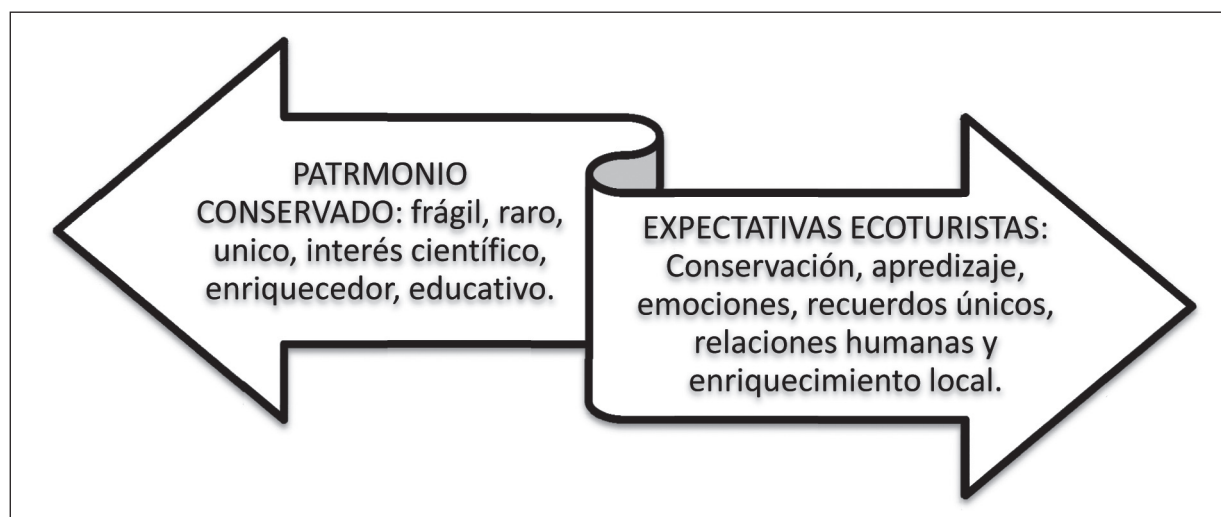 PATRMONIO
CONSERVADO: frágil, raro,
unico, interés científico,
enriquecedor, educativo.
EXPECTATIVAS ECOTURISTAS:
Conservación, apredizaje,
emociones, recuerdos únicos,
relaciones humanas y
enriquecimiento local.